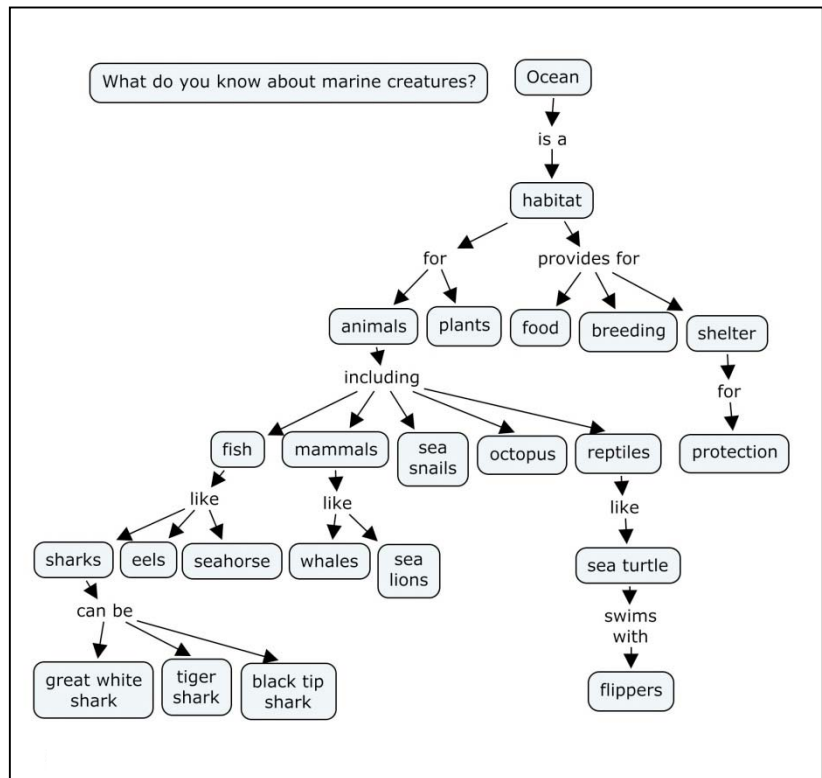 What do you know about marine creatures?
Ocean
is a
habitat
for
provides for
animals
plants
food
breeding
shelter
including
for
fish
mammals
sea
snails
octopus
reptiles
protection
like
like
like
sharks
eels
seahorse
whales
sea
lions
sea turtle
can be
swims
with
great white
shark
tiger
shark
black tip
shark
flippers